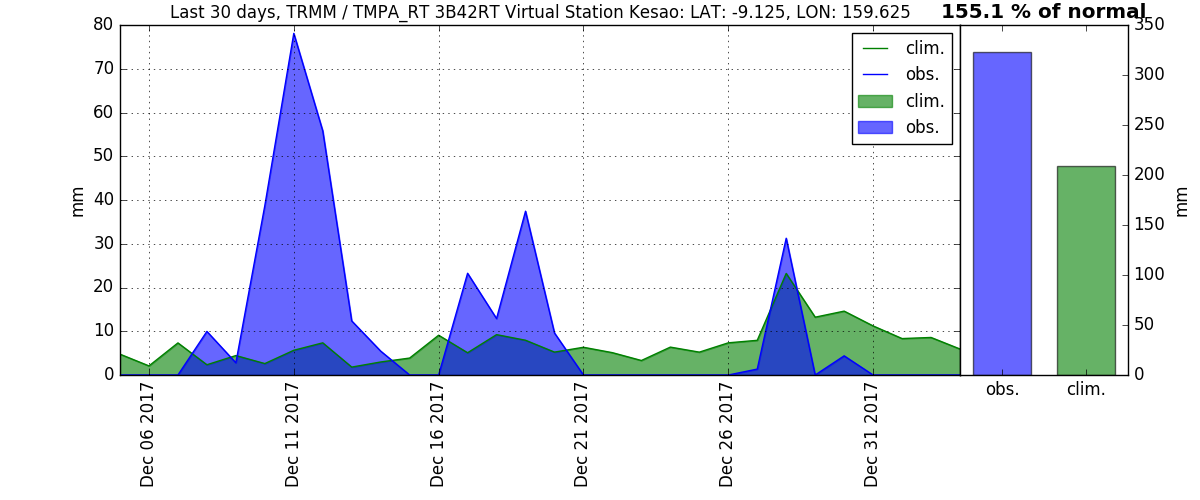 Last 30 days, TRMM / TMPA_RT 3B42RT Virtual Station Kesao: LAT: -9.125, LON: 159.625
155.1 % of normal
80
70
60
50
40
30
20
10
0
mm
clim.
obs.
clim.
obs.
Dec 06 2017
Dec 11 2017
Dec 16 2017
Dec 21 2017
Dec 26 2017
Dec 31 2017
350
300
250
200
150
100
50
0
mm
obs.
clim.